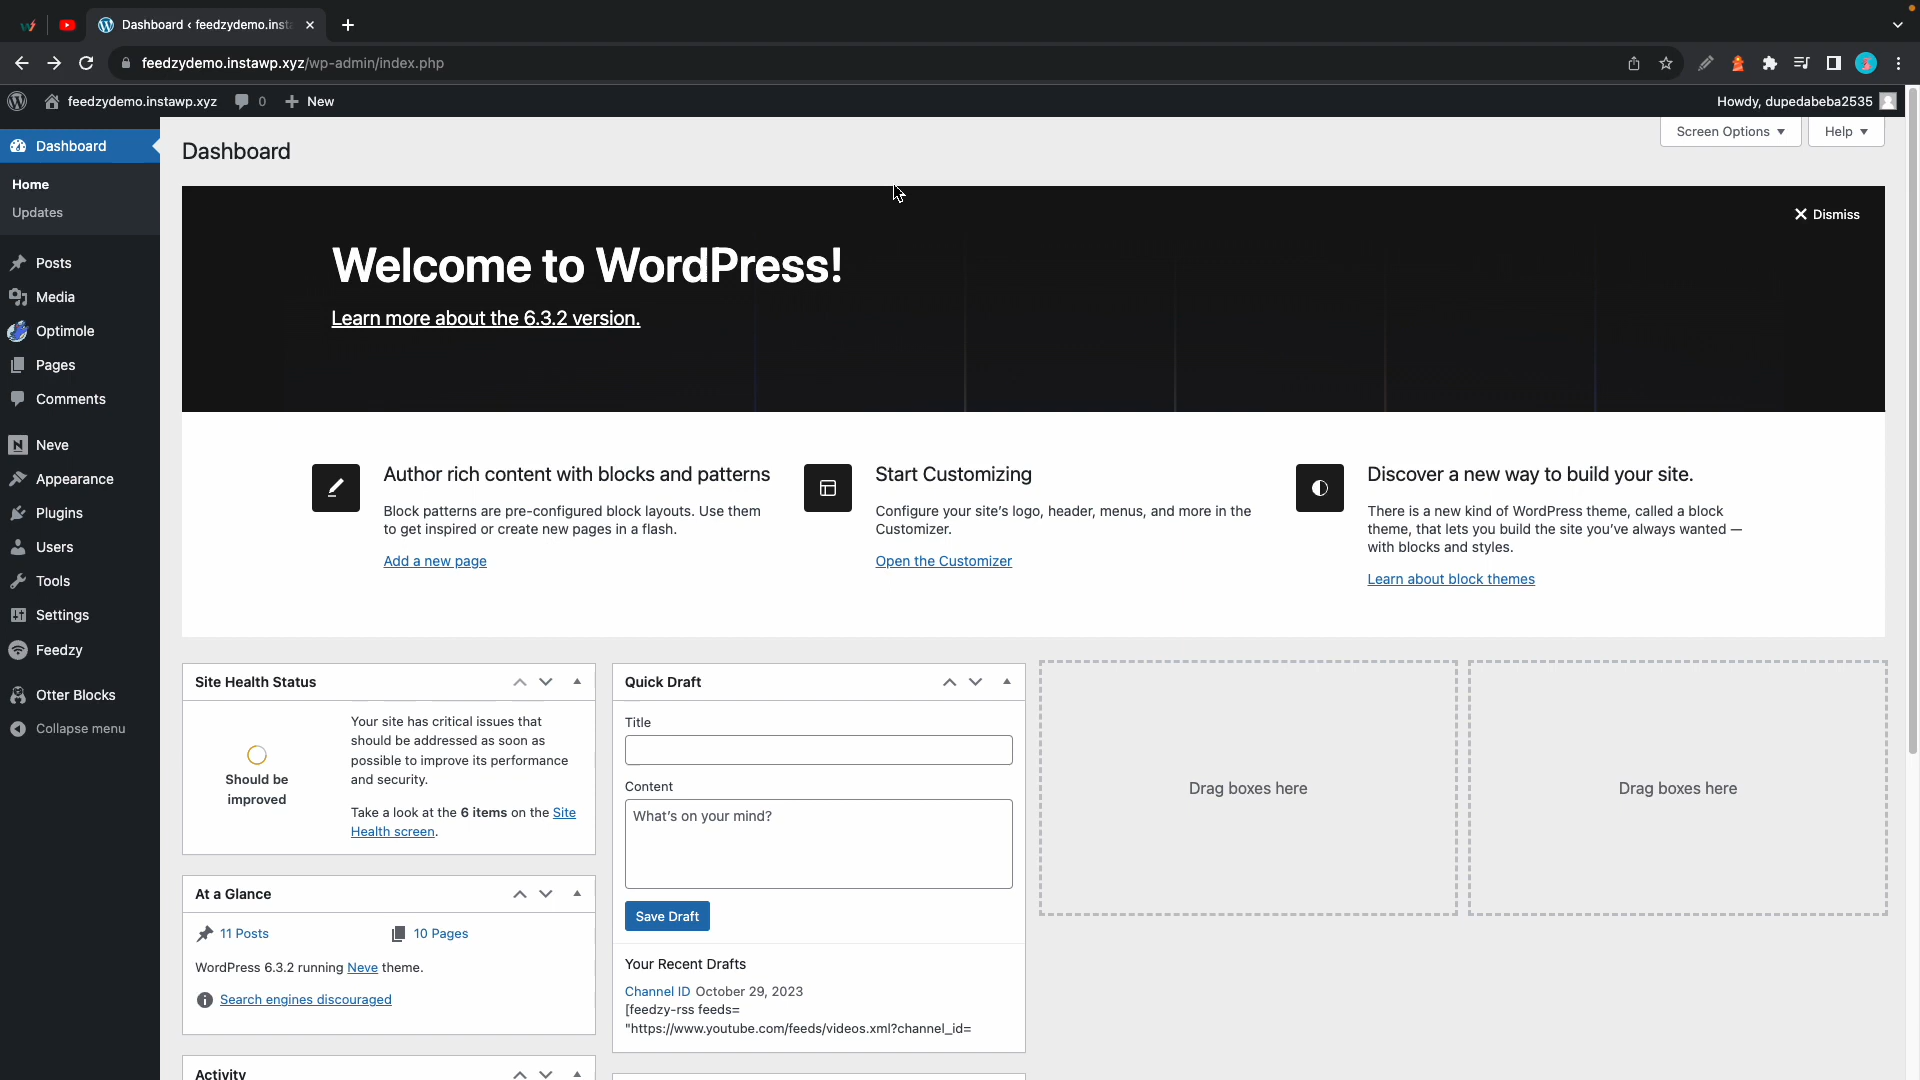 Dashboard ‹ feedzydemo.inst
feedzydemo.instawp.xyz/wp-admin/index.php
feedzydemo.instawp.xyz
0
New
Howdy, dupedabeba2535
Dashboard
Home
Updates
Posts
Media
Optimole
Pages
Comments
Neve
Appearance
Plugins
Users
Tools
Settings
Feedzy
Otter Blocks
Collapse menu
Dashboard
Screen Options
Help
Dismiss
Welcome to WordPress!
Learn more about the 6.3.2 version.
Author rich content with blocks and patterns
Block patterns are pre-configured block layouts. Use them
to get inspired or create new pages in a flash.
Add a new page
Start Customizing
Configure your site's logo, header, menus, and more in the
Customizer.
Open the Customizer
Discover a new way to build your site.
There is a new kind of WordPress theme, called a block
theme, that lets you build the site you've always wanted —
with blocks and styles.
Learn about block themes
Site Health Status
Should be
improved
Your site has critical issues that
should be addressed as soon as
possible to improve its performance
and security.
Take a look at the 6 items on the Site
Health screen.
At a Glance
11 Posts
10 Pages
WordPress 6.3.2 running Neve theme.
Search engines discouraged
Activity
Quick Draft
Title
Content
What's on your mind?
Save Draft
Your Recent Drafts
Channel ID October 29, 2023
[feedzy-rss feeds=
"https://www.youtube.com/feeds/videos.xml?channel_id=
Drag boxes here
Drag boxes here